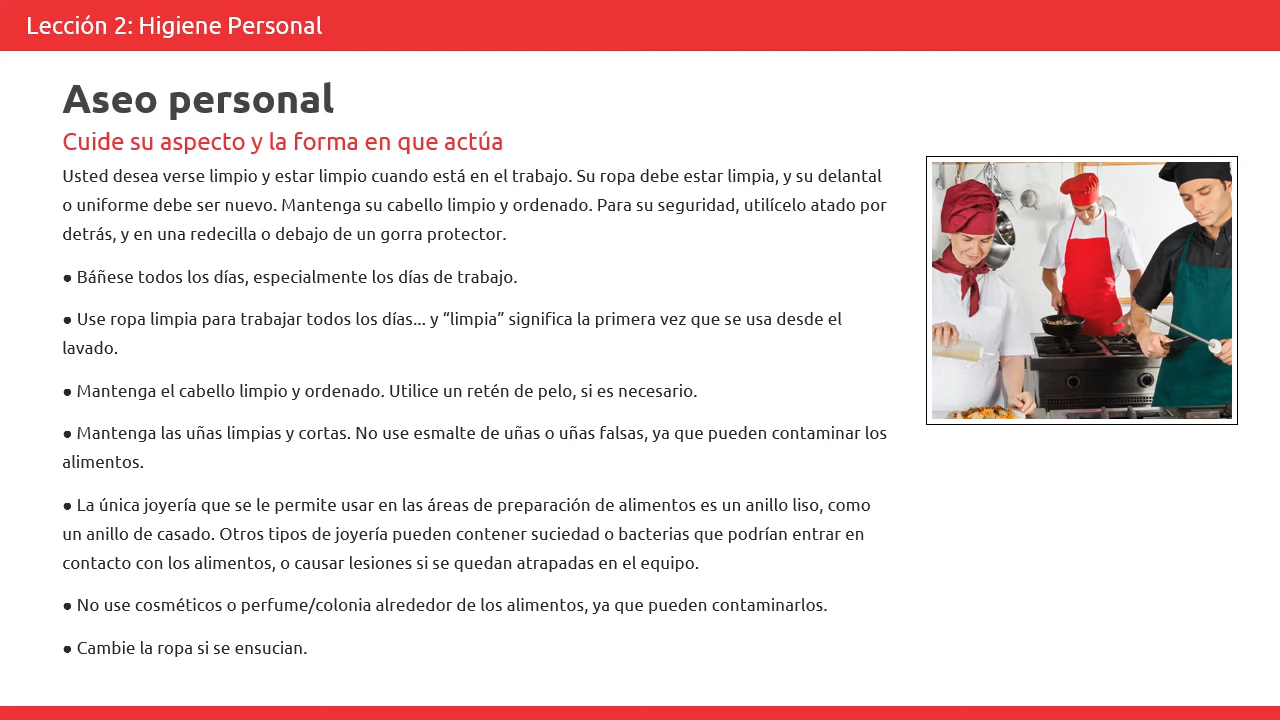 Lección 2: Higiene Personal
Aseo personal
Cuide su aspecto y la forma en que actúa
Usted desea verse limpio y estar limpio cuando está en el trabajo. Su ropa debe estar limpia, y su delantal
o uniforme debe ser nuevo. Mantenga su cabello limpio y ordenado. Para su seguridad, utilícelo atado por
detrás, y en una redecilla o debajo de un gorra protector.
● Báñese todos los días, especialmente los días de trabajo.
● Use ropa limpia para trabajar todos los días... y “limpia” significa la primera vez que se usa desde el
lavado.
● Mantenga el cabello limpio y ordenado. Utilice un retén de pelo, si es necesario.
● Mantenga las uñas limpias y cortas. No use esmalte de uñas o uñas falsas, ya que pueden contaminar los
alimentos.
● La única joyería que se le permite usar en las áreas de preparación de alimentos es un anillo liso, como
un anillo de casado. Otros tipos de joyería pueden contener suciedad o bacterias que podrían entrar en
contacto con los alimentos, o causar lesiones si se quedan atrapadas en el equipo.
● No use cosméticos o perfume/colonia alrededor de los alimentos, ya que pueden contaminarlos.
● Cambie la ropa si se ensucian.